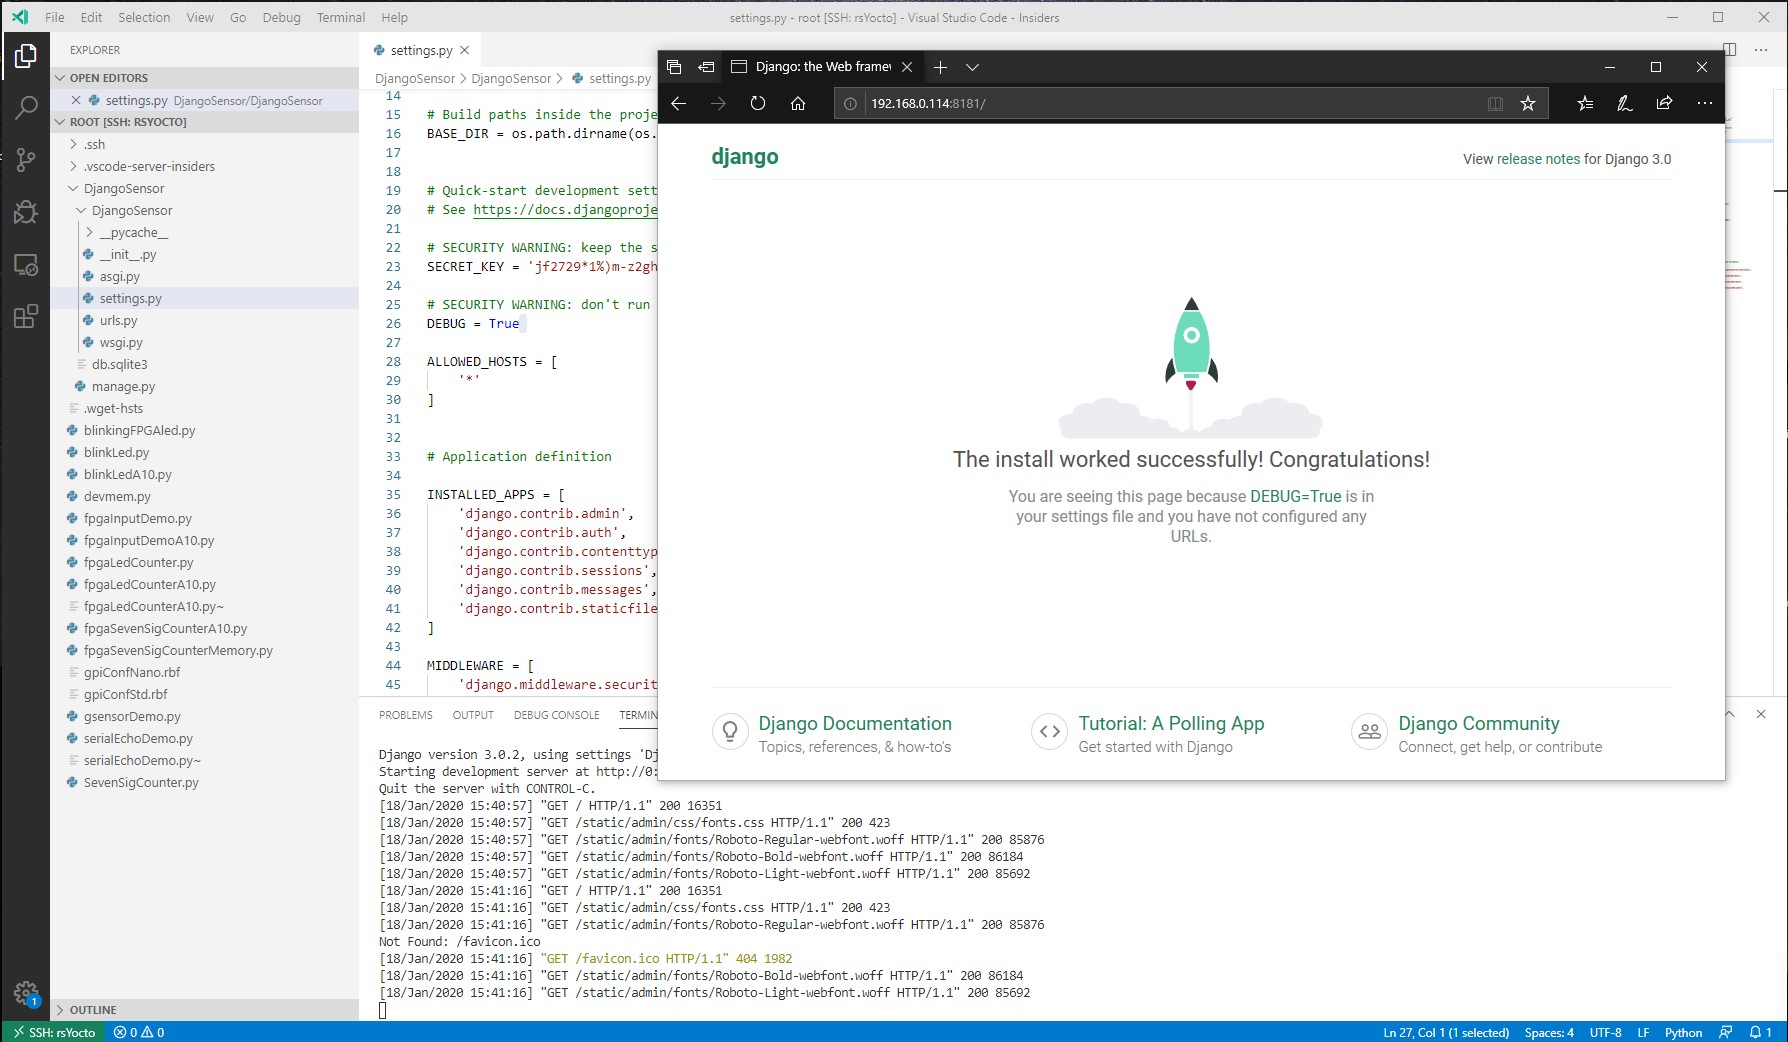 File Edit Selection View Go Debug Terminal Help
settings.py - root [SSH: rsYocto] - Visual Studio Code - Insiders
EXPLORER
OPEN EDITORS
settings.py DjangoSensor/DjangoSensor
ROOT [SSH: RSYOCTO]
.ssh
.vscode-server-insiders
DjangoSensor
DjangoSensor
__pycache__
__init__.py
asgi.py
settings.py
urls.py
wsgi.py
db.sqlite3
manage.py
.wget-hsts
blinkingFPGAled.py
blinkLed.py
blinkLedA10.py
devmem.py
fpgaInputDemo.py
fpgaInputDemoA10.py
fpgaLedCounter.py
fpgaLedCounterA10.py
fpgaLedCounterA10.py~
fpgaSevenSigCounterA10.py
fpgaSevenSigCounterMemory.py
gpiConfNano.rbf
gpiConfStd.rbf
gsensorDemo.py
serialEchoDemo.py
serialEchoDemo.py~
SevenSigCounter.py
OUTLINE
settings.py
DjangoSensor > DjangoSensor > settings.py
14
15 # Build paths inside the proje
16 BASE_DIR = os.path.dirname(os.
17
18
19 # Quick-start development sett
20 # See https://docs.djangoproje
21
22 # SECURITY WARNING: keep the s
23 SECRET_KEY = 'jf2729*1%)m-z2gh
24
25 # SECURITY WARNING: don't run
26 DEBUG = True
27
28 ALLOWED_HOSTS = [
29 '*'
30 ]
31
32
33 # Application definition
34
35 INSTALLED_APPS = [
36 'django.contrib.admin',
37 'django.contrib.auth',
38 'django.contrib.contenttyp
39 'django.contrib.sessions',
40 'django.contrib.messages',
41 'django.contrib.staticfile
42 ]
43
44 MIDDLEWARE = [
45 'django.middleware.securit
Django: the Web framew
192.168.0.114:8181/
django
View release notes for Django 3.0
The install worked successfully! Congratulations!
You are seeing this page because DEBUG=True is in
your settings file and you have not configured any
URLs.
Django Documentation
Topics, references, & how-to's
Tutorial: A Polling App
Get started with Django
Django Community
Connect, get help, or contribute
PROBLEMS OUTPUT DEBUG CONSOLE TERMIN
Django version 3.0.2, using settings 'Dj
Starting development server at http://0:
Quit the server with CONTROL-C.
[18/Jan/2020 15:40:57] "GET / HTTP/1.1" 200 16351
[18/Jan/2020 15:40:57] "GET /static/admin/css/fonts.css HTTP/1.1" 200 423
[18/Jan/2020 15:40:57] "GET /static/admin/fonts/Roboto-Regular-webfont.woff HTTP/1.1" 200 85876
[18/Jan/2020 15:40:57] "GET /static/admin/fonts/Roboto-Bold-webfont.woff HTTP/1.1" 200 86184
[18/Jan/2020 15:40:57] "GET /static/admin/fonts/Roboto-Light-webfont.woff HTTP/1.1" 200 85692
[18/Jan/2020 15:41:16] "GET / HTTP/1.1" 200 16351
[18/Jan/2020 15:41:16] "GET /static/admin/css/fonts.css HTTP/1.1" 200 423
[18/Jan/2020 15:41:16] "GET /static/admin/fonts/Roboto-Regular-webfont.woff HTTP/1.1" 200 85876
Not Found: /favicon.ico
[18/Jan/2020 15:41:16] "GET /favicon.ico HTTP/1.1" 404 1982
[18/Jan/2020 15:41:16] "GET /static/admin/fonts/Roboto-Bold-webfont.woff HTTP/1.1" 200 86184
[18/Jan/2020 15:41:16] "GET /static/admin/fonts/Roboto-Light-webfont.woff HTTP/1.1" 200 85692
1
SSH: rsYocto 0 0
Ln 27, Col 1 (1 selected) Spaces: 4 UTF-8 LF Python 1